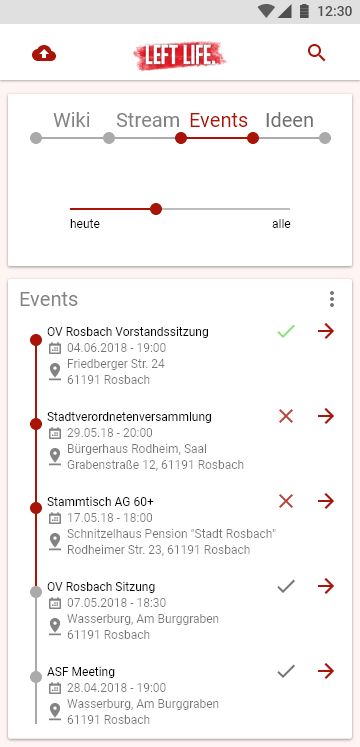 12:30
LEFT LIFE.
Wiki Stream Events Ideen
heute alle
Events
OV Rosbach Vorstandssitzung
04.06.2018 - 19:00
Friedberger Str. 24
61191 Rosbach
Stadtverordnetenversammlung
29.05.18 - 20:00
Bürgerhaus Rodheim, Saal
Grabenstraße 12, 61191 Rosbach
Stammtisch AG 60+
17.05.18 - 18:00
Schnitzelhaus Pension "Stadt Rosbach"
Rodheimer Str. 23, 61191 Rosbach
OV Rosbach Sitzung
07.05.2018 - 18:30
Wasserburg, Am Burggraben
61191 Rosbach
ASF Meeting
28.04.2018 - 19:00
Wasserburg, Am Burggraben
61191 Rosbach